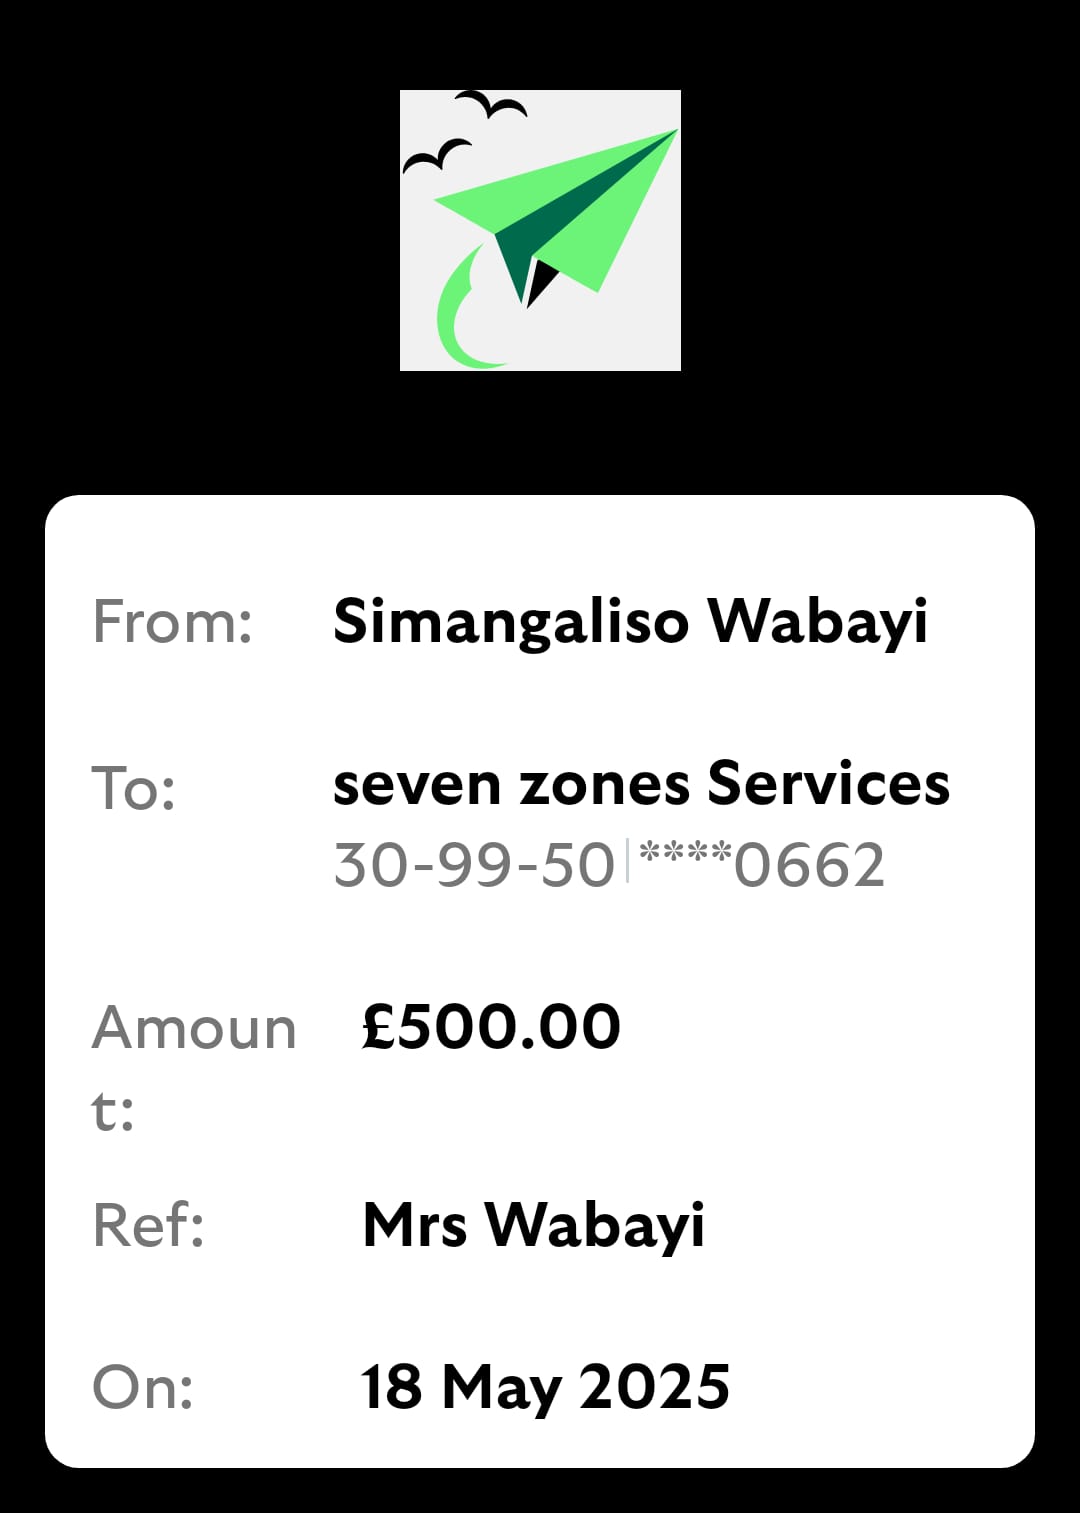 From: Simangaliso Wabayi
To: seven zones Services
30-99-50|****0662
Amoun £500.00
t:
Ref: Mrs Wabayi
On: 18 May 2025